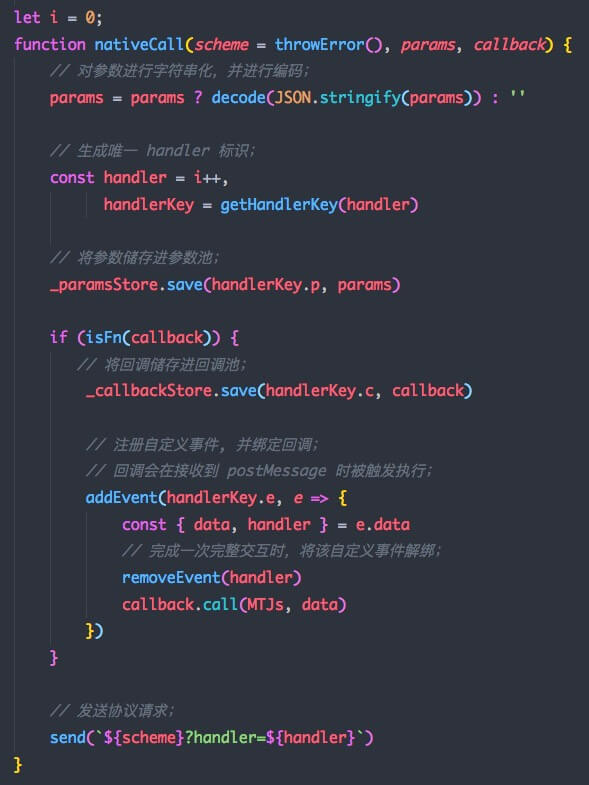 let i = 0;
function nativeCall(scheme = throwError(), params, callback) {
// 对参数进行字符串化，并进行编码；
params = params ? decode(JSON.stringify(params)) : ''
// 生成唯一 handler 标识；
const handler = i++,
handlerKey = getHandlerKey(handler)
// 将参数储存进参数池；
_paramsStore.save(handlerKey.p, params)
if (isFn(callback)) {
// 将回调储存进回调池；
_callbackStore.save(handlerKey.c, callback)
// 注册自定义事件, 并绑定回调；
// 回调会在接收到 postMessage 时被触发执行；
addEvent(handlerKey.e, e => {
const { data, handler } = e.data
// 完成一次完整交互时，将该自定义事件解绑；
removeEvent(handler)
callback.call(MTJs, data)
})
}
// 发送协议请求；
send(`${scheme}?handler=${handler}`)
}